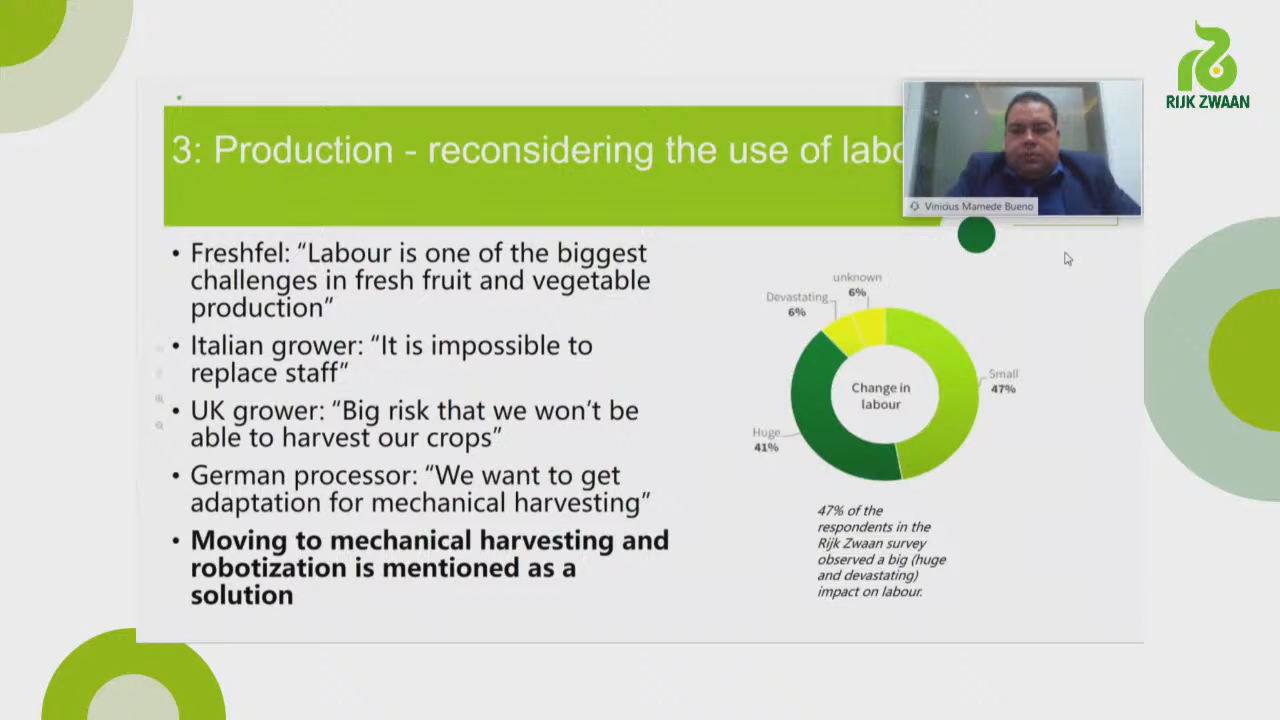 RIJK ZWAAN
3: Production - reconsidering the use of
Vinicius Mamede Bueno
• Freshfel: “Labour is one of the biggest
challenges in fresh fruit and vegetable
production”
• Italian grower: “It is impossible to
replace staff”
• UK grower: “Big risk that we won’t be
able to harvest our crops”
• German processor: “We want to get
adaptation for mechanical harvesting”
• Moving to mechanical harvesting and
robotization is mentioned as a
solution
unknown
6%
Devastating
6%
Small
47%
Change in
labour
Huge
41%
47% of the
respondents in the
Rijk Zwaan survey
observed a big (huge
and devastating)
impact on labour.